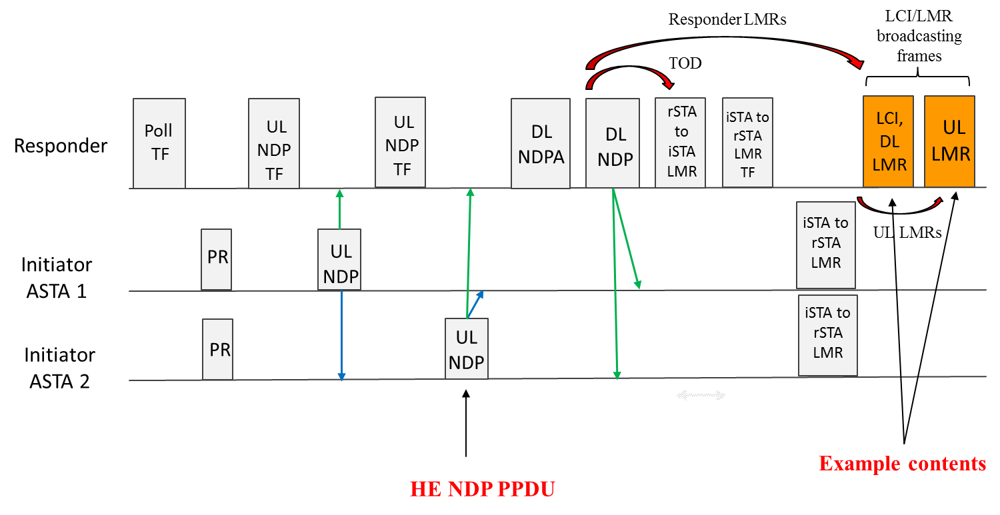 Responder LMRs
TOD
LCI/LMR
broadcasting
frames
Responder
Poll
TF
UL
NDP
TF
UL
NDP
TF
DL
NDPA
DL
NDP
rSTA
to
iSTA
LMR
iSTA to
rSTA
LMR
TF
LCI,
DL
LMR
UL
LMR
UL LMRs
Initiator
ASTA 1
PR
UL
NDP
iSTA to
rSTA
LMR
Initiator
ASTA 2
PR
UL
NDP
iSTA to
rSTA
LMR
HE NDP PPDU
Example contents